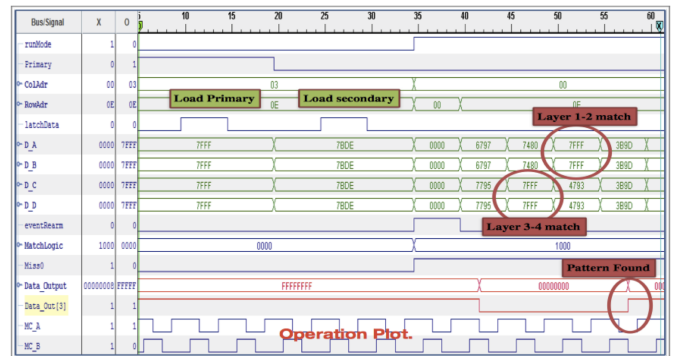 Bus/Signal X O 5 10 15 20 25 30 35 40 45 50 55 60
X
runMode 1 0
Primary 0 1
ColAdr 00 03 03 00
Load Primary Load secondary
RowAdr 0E 0E 0E 00 0E
Layer 1-2 match
latchData 0 0
D_A 0000 7FFF 7FFF 7BDE 0000 6797 7480 7FFF 3B9D
D_B 0000 7FFF 7FFF 7BDE 0000 6797 7480 7FFF 3B9D
D_C 0000 7FFF 7FFF 7BDE 0000 7795 7FFF 4793 3B9D
D_D 0000 7FFF 7FFF 7BDE 0000 7795 7FFF 4793 3B9D
eventRearm 0 0
Layer 3-4 match
MatchLogic 1000 0000 0000 1000
Miss0 1 0
Pattern Found
Data_Output 00000008 FFFFF FFFFFFFF 00000000 000
Data_Out[3] 1 1
MC_A 1 1
Operation Plot.
MC_B 1 0